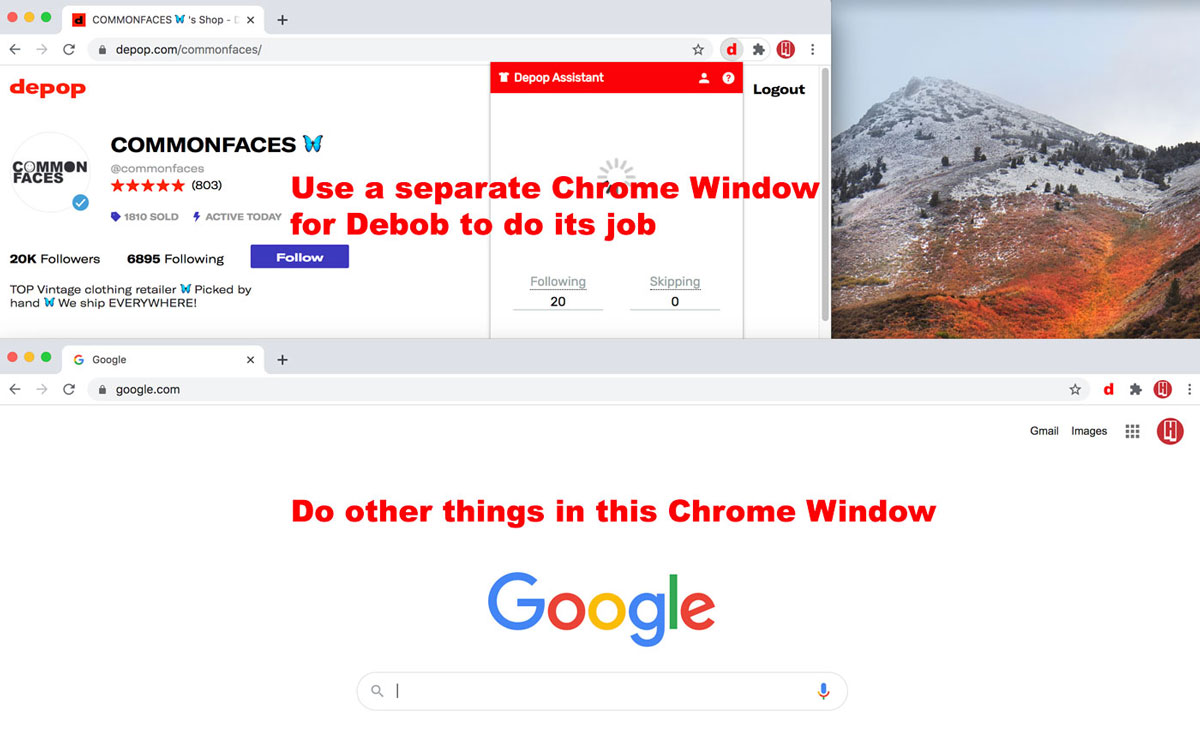 COMMONFACES 🦋 's Shop - D
depop.com/commonfaces/
d
Depop Assistant
?
depop
Logout
COMMON
FACES
COMMONFACES 🦋
@commonfaces
★★★★★ (803)
1810 SOLD ACTIVE TODAY
Use a separate Chrome Window
for Debob to do its job
20K Followers 6895 Following Follow
Following Skipping
20 0
TOP Vintage clothing retailer 🦋 Picked by
hand 🦋 We ship EVERYWHERE!
Google
google.com
d
Gmail Images
Do other things in this Chrome Window
Google